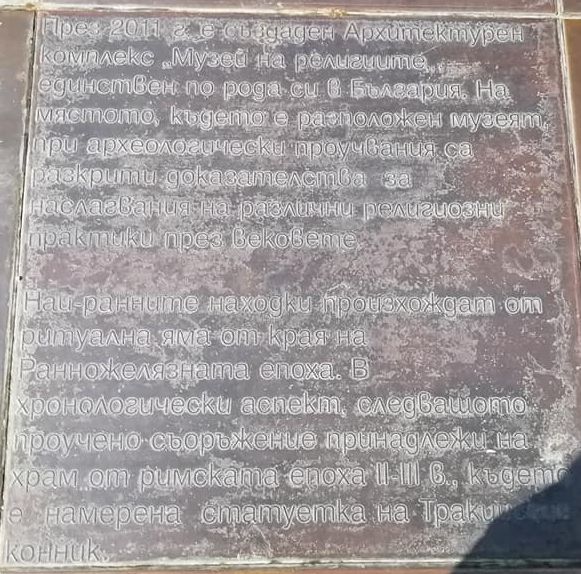 През 2011 г. е създаден Архитектурен
комплекс „Музей на религиите„,
единствен по рода си в България. На
мястото, където е разположен музеят,
при археологически проучвания са
разкрити доказателства за
наслагвания на различни религиозни
практики през вековете.
Най-ранните находки произхождат от
ритуална яма от края на
Ранножелязната епоха. В
хронологически аспект, следващото
проучено съоръжение принадлежи на
храм от римската епоха II-III в., където
е намерена статуетка на Тракийски
конник.